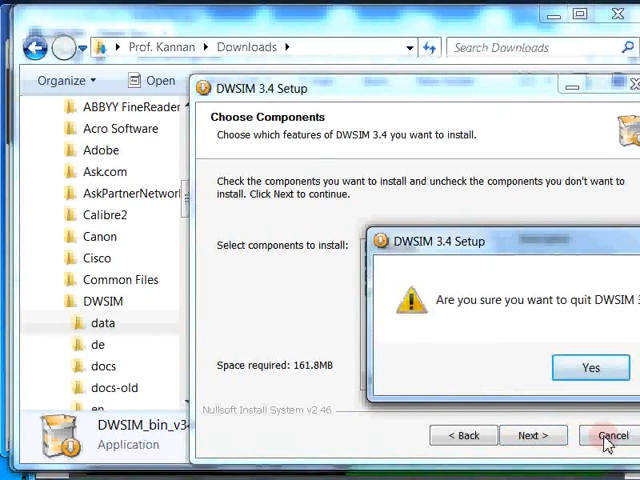 Prof. Kannan
Downloads
Search Downloads
Organize
Open
DWSIM 3.4 Setup
ABBYY FineReader
Choose Components
Acro Software
Choose which features of DWSIM 3.4 you want to install.
Adobe
Ask.com
Check the components you want to install and uncheck the components you don't want to
AskPartnerNetwork
install. Click Next to continue.
Calibre2
Canon
DWSIM 3.4 Setup
Select components to install:
Cisco
Common Files
DWSIM
Are you sure you want to quit DWSIM 3
data
de
docs
Space required: 161.8MB
Yes
docs-old
en
Nullsoft Install System v2.46
DWSIM_bin_v34
Application
< Back
Next >
Cancel